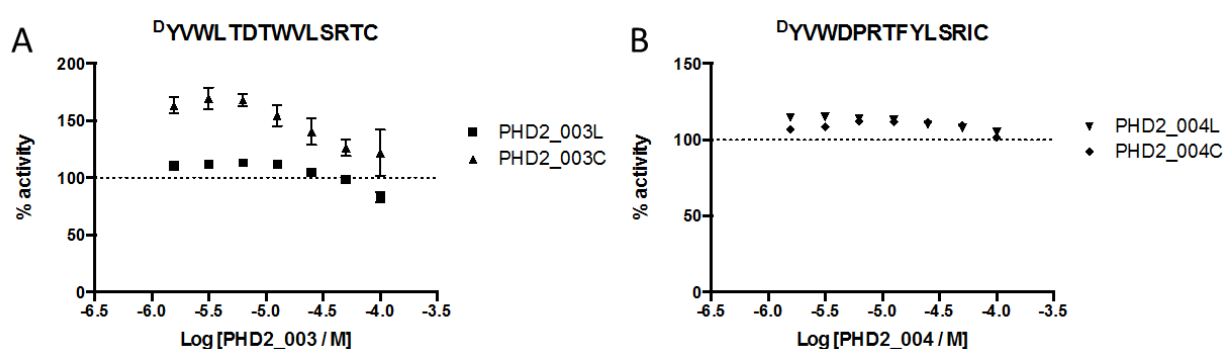 A
ᴰYVWLTDTWVLSRTC
200
150
100
50
0
% activity
-6.5 -6.0 -5.5 -5.0 -4.5 -4.0 -3.5
Log [PHD2_003 / M]
PHD2_003L
PHD2_003C
B
ᴰYVWDPRTFYLSRIC
150
100
50
0
% activity
-6.5 -6.0 -5.5 -5.0 -4.5 -4.0 -3.5
Log [PHD2_004 / M]
PHD2_004L
PHD2_004C